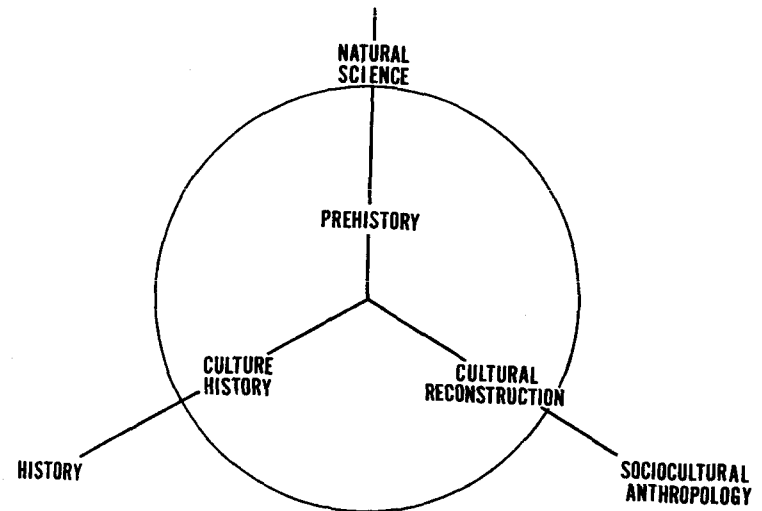 NATURAL
SCIENCE
PREHISTORY
CULTURE
HISTORY
CULTURAL
RECONSTRUCTION
HISTORY
SOCIOCULTURAL
ANTHROPOLOGY